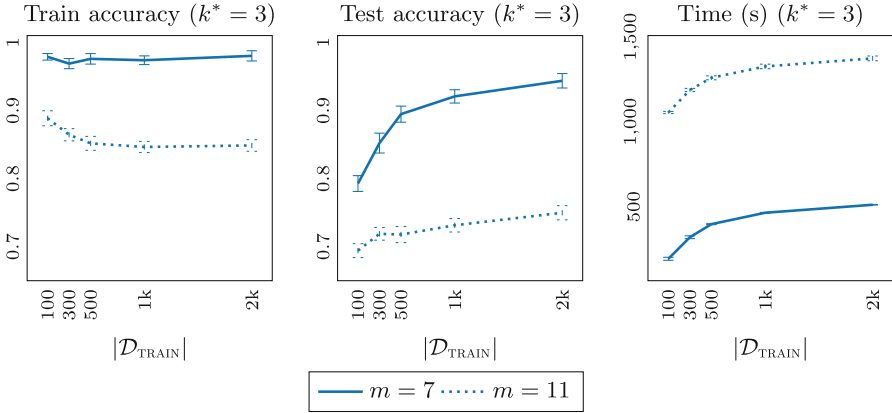 Train accuracy (k* = 3)
Test accuracy (k* = 3)
Time (s) (k* = 3)
1
0.9
0.8
0.7
100
300
500
1k
2k
|𝒟TRAIN|
1
0.9
0.8
0.7
100
300
500
1k
2k
|𝒟TRAIN|
1,500
1,000
500
100
300
500
1k
2k
|𝒟TRAIN|
m = 7
m = 11